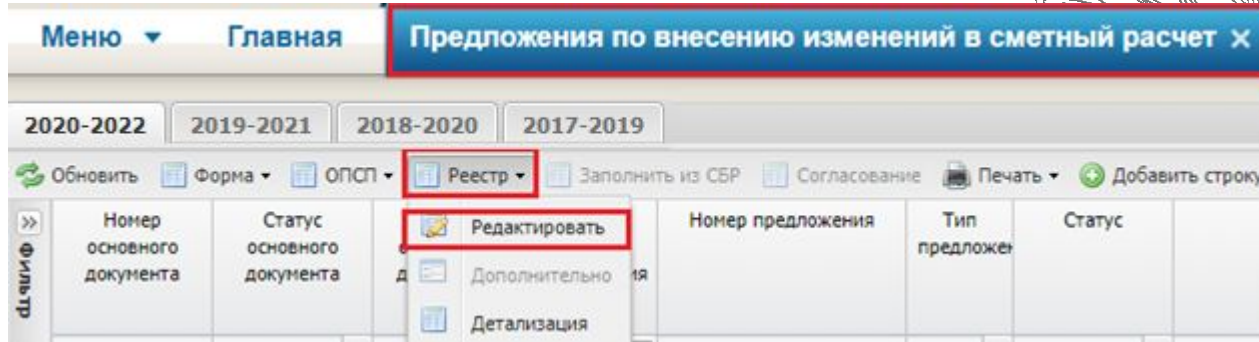 Меню Главная Предложения по внесению изменений в сметный расчет ×
2020-2022 2019-2021 2018-2020 2017-2019
Обновить Форма ОПСП Реестр Заполнить из СБР Согласование Печать Добавить строку
» Номер Статус Редактировать Номер предложения Тип Статус
Фильтр основного основного предложен
документа документа Дополнительно
Детализация